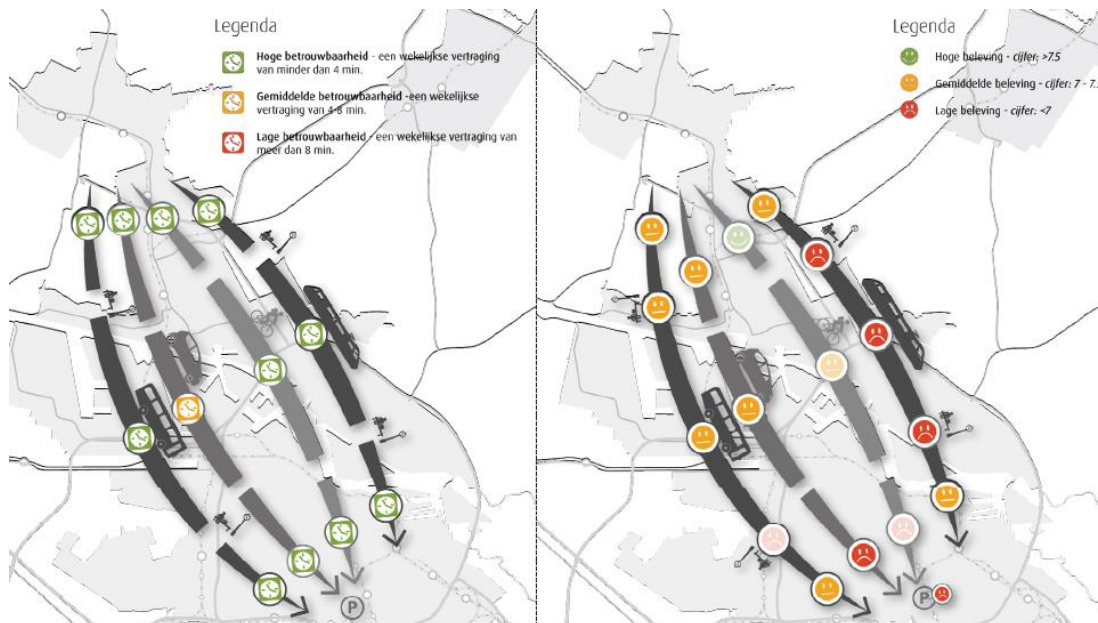 Legenda
Hoge betrouwbaarheid - een wekelijkse vertraging
van minder dan 4 min.
Gemiddelde betrouwbaarheid -een wekelijkse
vertraging van 4-8 min.
Lage betrouwbaarheid - een wekelijkse vertraging van
meer dan 8 min.
P
Legenda
Hoge beleving - cijfer: >7.5
Gemiddelde beleving - cijfer: 7 - 7.
Lage beleving - cijfer: <7
P